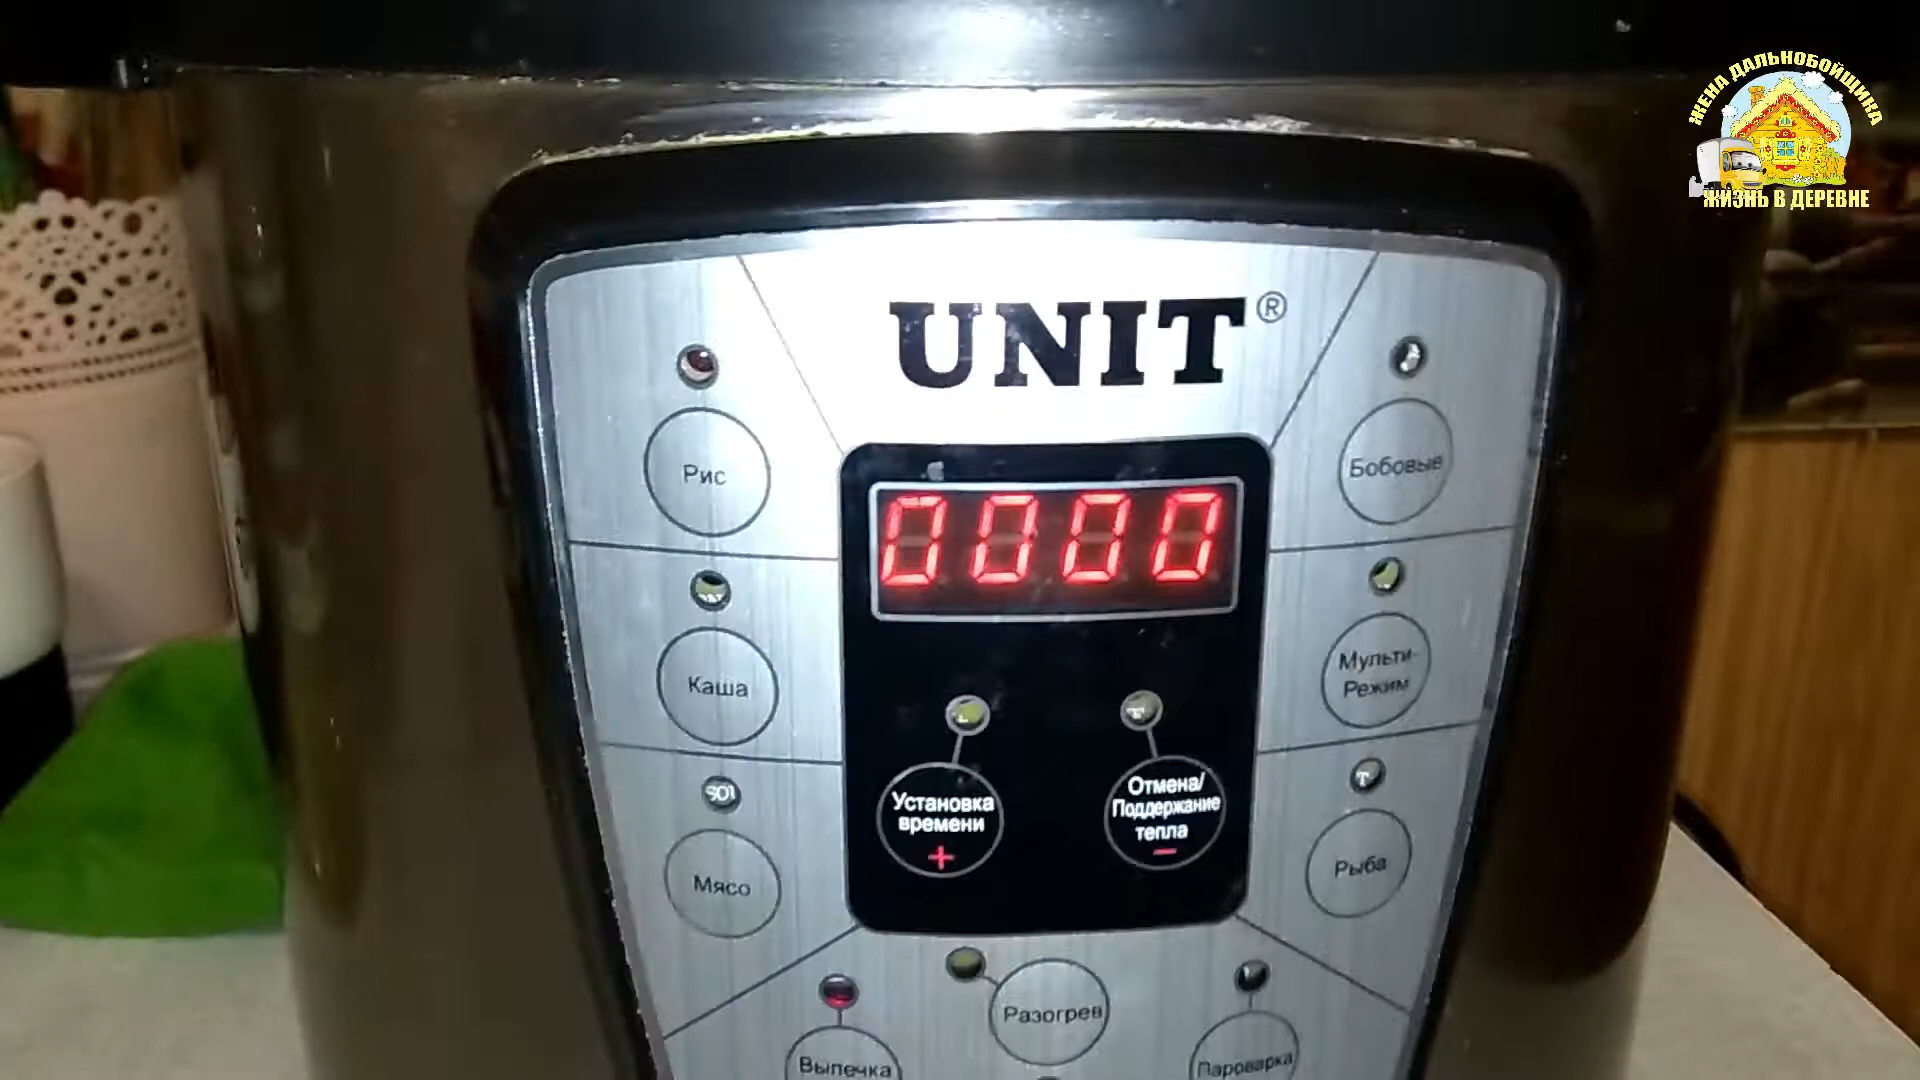 ЖЕНА ДАЛЬНОБОЙЩИКА
ЖИЗНЬ В ДЕРЕВНЕ
UNIT®
Рис
Бобовые
0000
Каша
Мульти-
Режим
Установка
времени
+
Отмена/
Поддержание
тепла
−
Мясо
Рыба
Разогрев
Выпечка
Пароварка